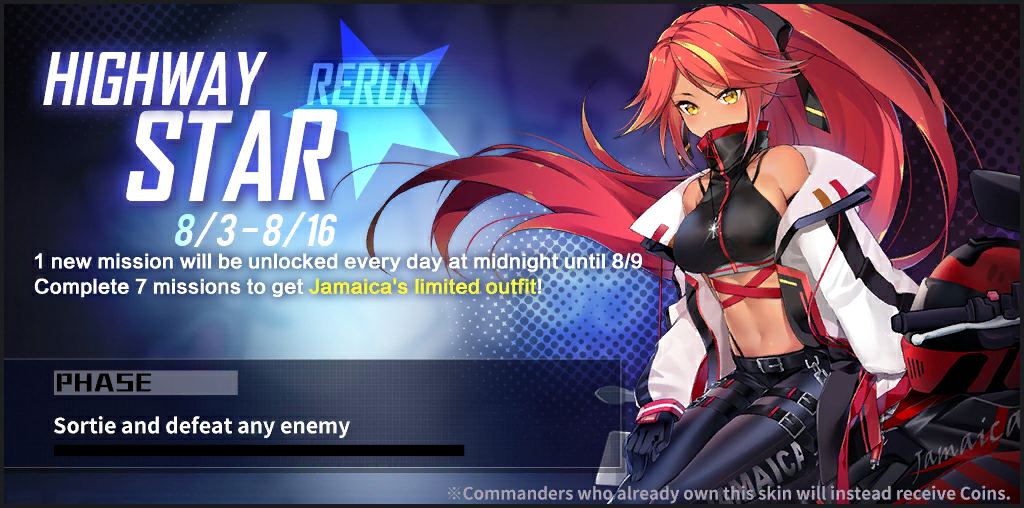 HIGHWAY RERUN
STAR
8/3-8/16
1 new mission will be unlocked every day at midnight until 8/9
Complete 7 missions to get Jamaica's limited outfit!
PHASE
Sortie and defeat any enemy
JAMAICA
Jamaica
※Commanders who already own this skin will instead receive Coins.